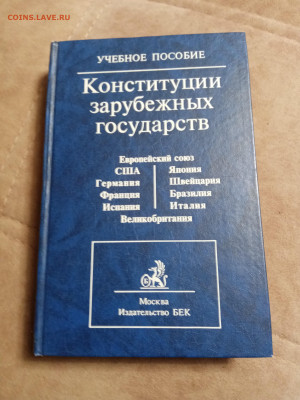 COINS.LAVE.RU
УЧЕБНОЕ ПОСОБИЕ
Конституции
зарубежных
государств
Европейский союз
США Япония
Германия Швейцария
Франция Бразилия
Испания Италия
Великобритания
Москва
Издательство БЕК